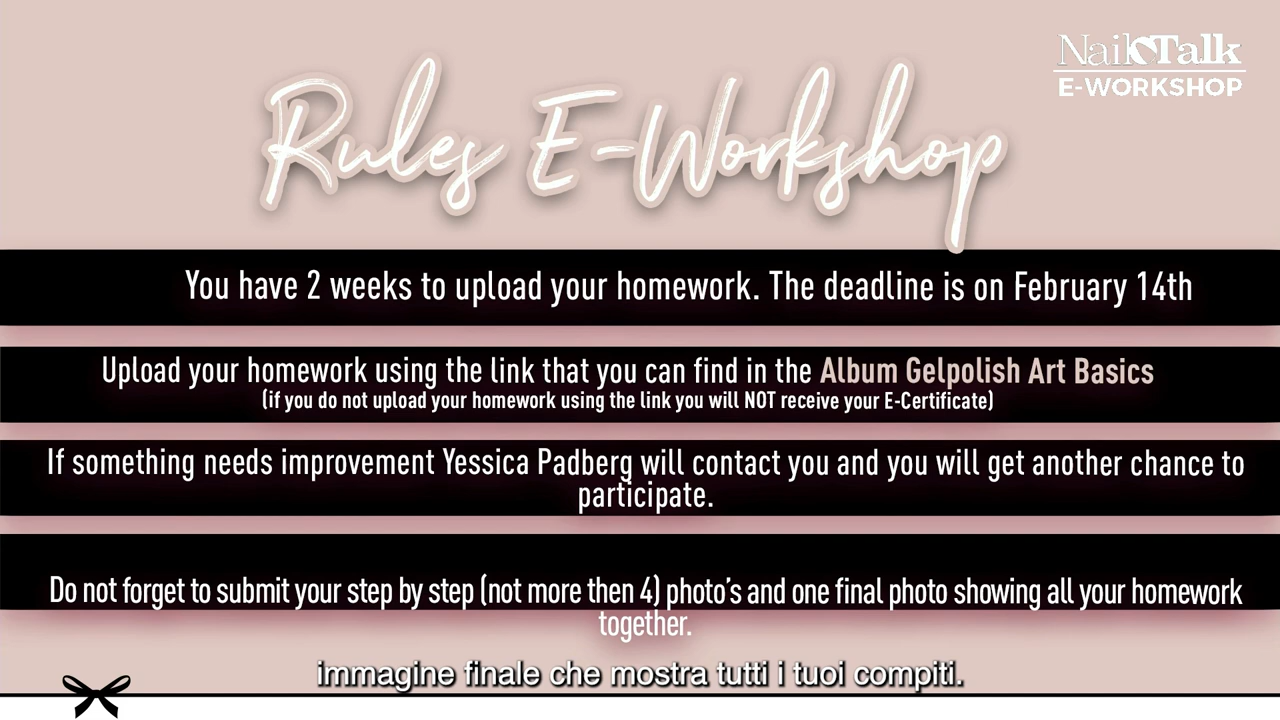 NailsTalk
E-WORKSHOP
Rules E-Workshop
You have 2 weeks to upload your homework. The deadline is on February 14th
Upload your homework using the link that you can find in the Album Gelpolish Art Basics
(if you do not upload your homework using the link you will NOT receive your E-Certificate)
If something needs improvement Yessica Padberg will contact you and you will get another chance to
participate.
Do not forget to submit your step by step (not more then 4) photo's and one final photo showing all your homework
together.
immagine finale che mostra tutti i tuoi compiti.